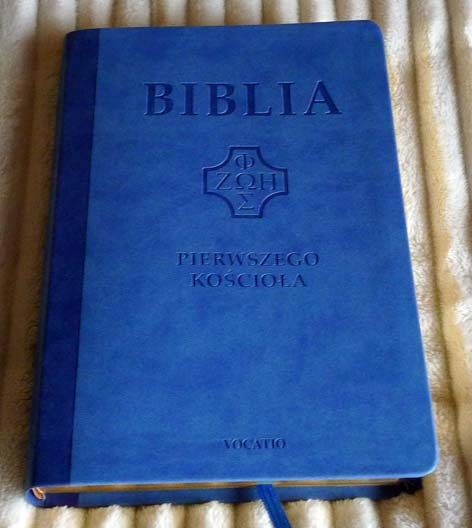 BIBLIA
Φ
ΖΩΗ
Σ
PIERWSZEGO
KOŚCIOŁA
VOCATIO